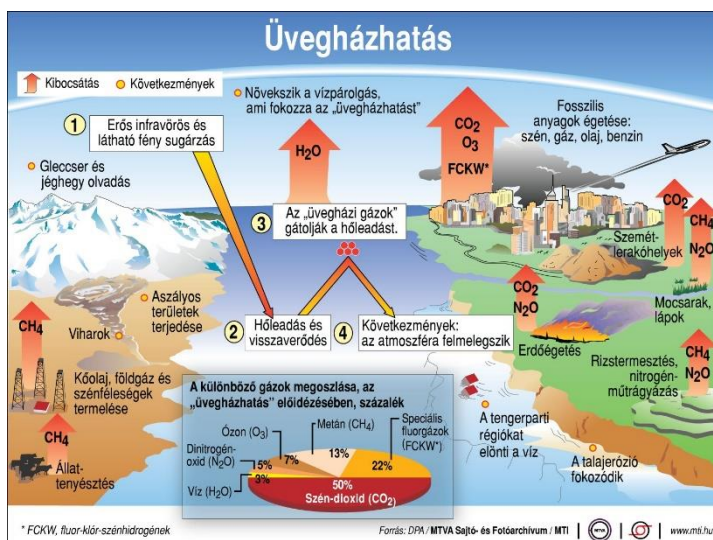 Üvegházhatás
Kibocsátás
Következmények
Növekszik a vízpárolgás,
ami fokozza az „üvegházhatást"
Fosszilis
anyagok égetése:
szén, gáz, olaj, benzin
1
Erős infravörös és
látható fény sugárzás
CO2
O3
FCKW*
H2O
Gleccser és
jéghegy olvadás
3
Az „üvegházi gázok"
gátolják a hőleadást.
CO2
CH4
N2O
Szemét-
lerakóhelyek
Aszályos
területek
terjedése
Viharok
CO2
N2O
Mocsarak,
lápok
CH4
2
Hőleadás és
visszaverődés
4
Következmények:
az atmoszféra felmelegszik
Erdőégetés
Rizstermesztés,
nitrogén-
műtrágyázás
CH4
N2O
Kőolaj, földgáz és
szénféleségek
termelése
A különböző gázok megoszlása, az
„üvegházhatás" előidézésében, százalék
Ózon (O3)
Metán (CH4)
Speciális
fluorgázok
(FCKW*)
Dinitrogén-
oxid (N2O)
Víz (H2O)
5%
7%
13%
22%
3%
50%
Szén-dioxid (CO2)
CH4
Állat-
tenyésztés
A tengerparti
régiókat
elönti a víz
A talajerózió
fokozódik
* FCKW, fluor-klór-szénhidrogének
Forrás: DPA / MTVA Sajtó- és Fotóarchívum / MTI
www.mti.hu